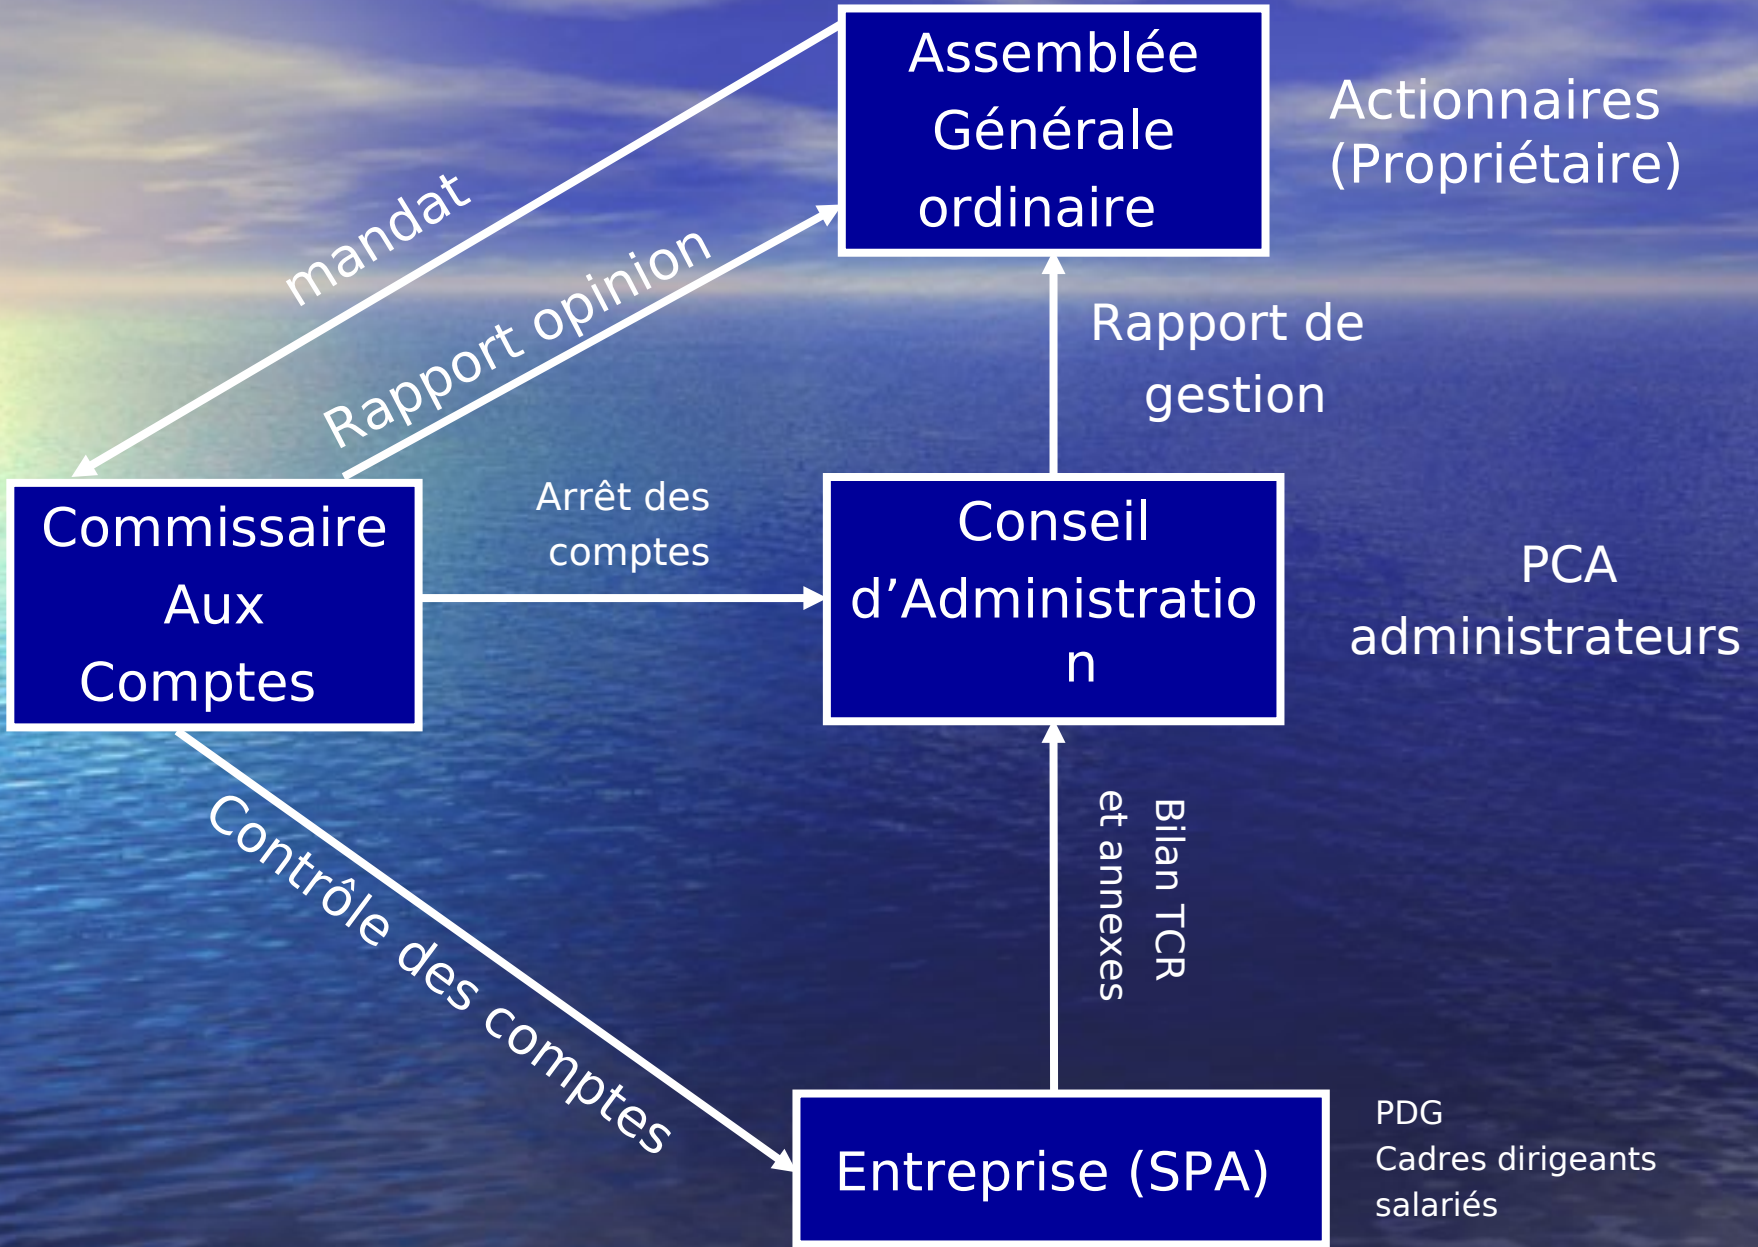 Assemblée
Générale
ordinaire
Actionnaires
(Propriétaire)
mandat
Rapport opinion
Rapport de
gestion
Commissaire
Aux
Comptes
Arrêt des
comptes
Conseil
d’Administratio
n
PCA
administrateurs
Contrôle des comptes
Bilan TCR
et annexes
Entreprise (SPA)
PDG
Cadres dirigeants
salariés